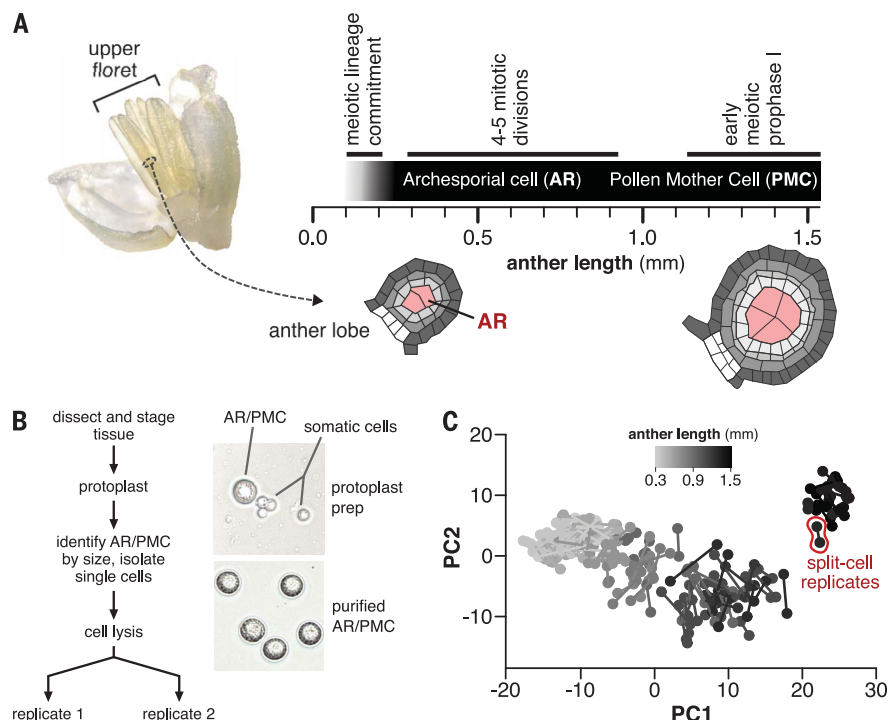 A
upper
floret
meiotic lineage
commitment
4-5 mitotic
divisions
early
meiotic
prophase I
Archesporial cell (AR)
Pollen Mother Cell (PMC)
0.0
0.5
1.0
1.5
anther length (mm)
anther lobe
AR
B
dissect and stage
tissue
protoplast
identify AR/PMC
by size, isolate
single cells
cell lysis
replicate 1
replicate 2
AR/PMC
somatic cells
protoplast
prep
purified
AR/PMC
C
anther length (mm)
0.3
0.9
1.5
PC2
20
10
0
-10
split-cell
replicates
-20
-10
0
10
20
30
PC1